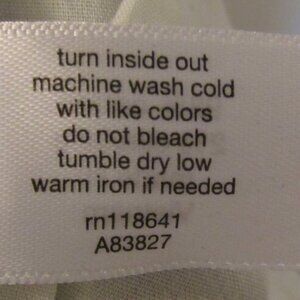 turn inside out
machine wash cold
with like colors
do not bleach
tumble dry low
warm iron if needed
rn118641
A83827